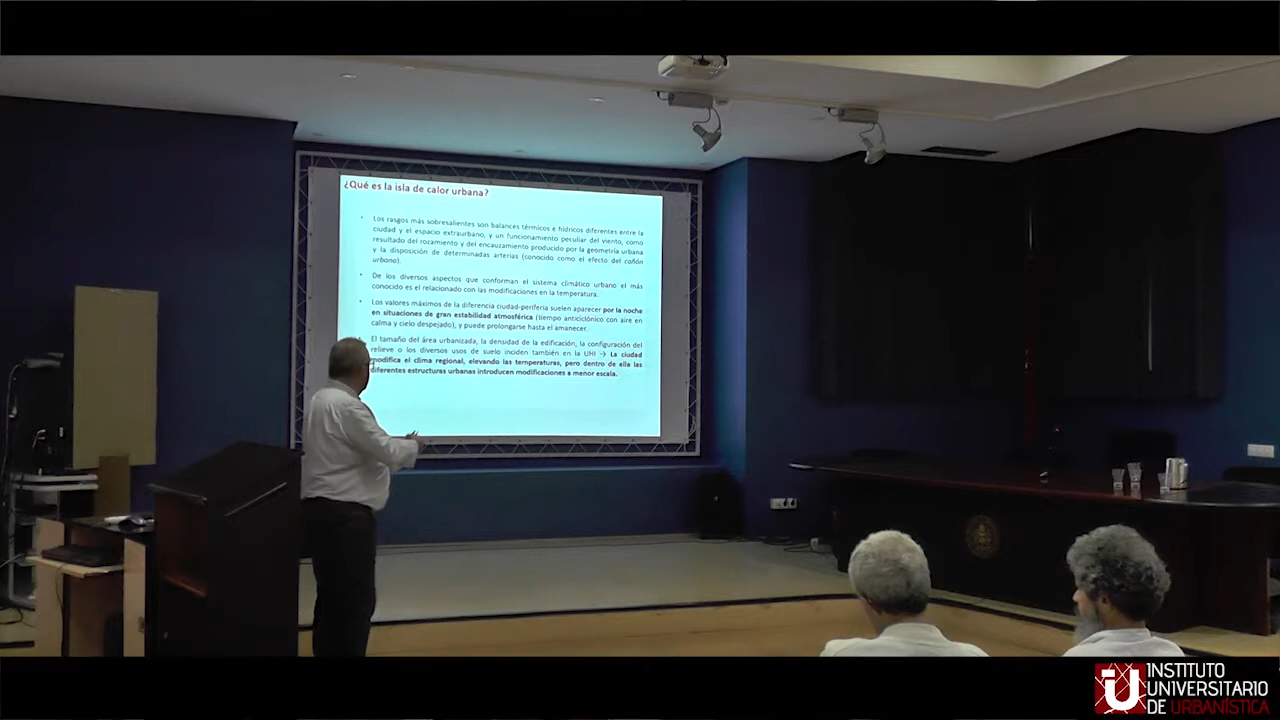 ¿Qué es la isla de calor urbana?
• Los rasgos más sobresalientes son balances térmicos e hídricos diferentes entre la
ciudad y el espacio extraurbano, y un funcionamiento peculiar del viento, como
resultado del rozamiento y del encauzamiento producido por la geometría urbana
y la disposición de determinadas arterias (conocido como el efecto del cañón
urbano).
• De los diversos aspectos que conforman el sistema climático urbano el más
conocido es el relacionado con las modificaciones en la temperatura.
• Los valores máximos de la diferencia ciudad-periferia suelen aparecer por la noche
en situaciones de gran estabilidad atmosférica (tiempo anticiclónico con aire en
calma y cielo despejado), y puede prolongarse hasta el amanecer.
El tamaño del área urbanizada, la densidad de la edificación, la configuración del
relieve o los diversos usos de suelo inciden también en la UHI → La ciudad
modifica el clima regional, elevando las temperaturas, pero dentro de ella las
diferentes estructuras urbanas introducen modificaciones a menor escala.
iU INSTITUTO
UNIVERSITARIO
DE URBANÍSTICA